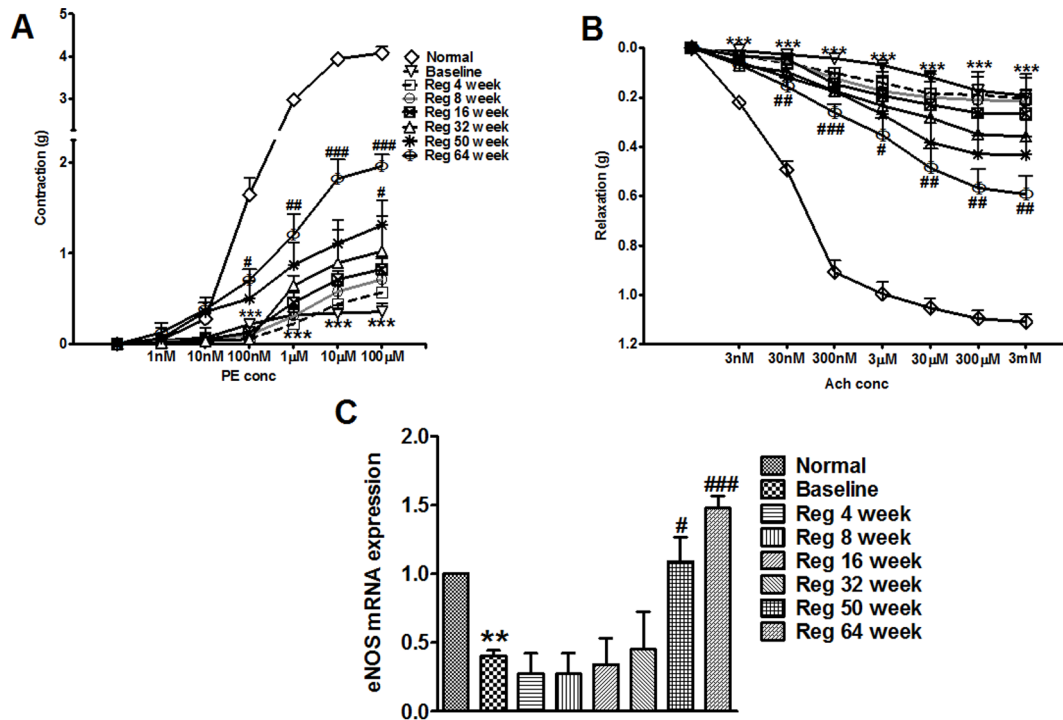 A
Contraction (g)
5
4
3
2
1
0
1nM
10nM
100nM
1μM
10μM
100μM
PE conc
Normal
Baseline
Reg 4 week
Reg 8 week
Reg 16 week
Reg 32 week
Reg 50 week
Reg 64 week
#
##
###
###
#
***
***
***
***
B
Relaxation (g)
0.0
0.2
0.4
0.6
0.8
1.0
1.2
3nM
30nM
300nM
3μM
30μM
300μM
3mM
Ach conc
***
***
***
***
***
***
***
##
###
#
##
##
##
C
eNOS mRNA expression
2.0
1.5
1.0
0.5
0.0
**
#
###
Normal
Baseline
Reg 4 week
Reg 8 week
Reg 16 week
Reg 32 week
Reg 50 week
Reg 64 week